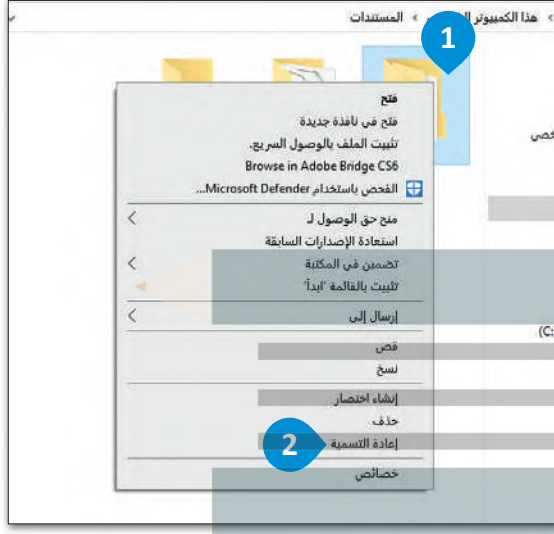 هذا الكمبيوتر › المستندات
1
فتح
فتح في نافذة جديدة
تثبيت الملف بالوصول السريع.
Browse in Adobe Bridge CS6
الفحص باستخدام Microsoft Defender...
منح حق الوصول لـ
استعادة الإصدارات السابقة
تضمين في المكتبة
تثبيت بالقائمة 'ابدأ'
إرسال إلى
(C:
قص
نسخ
إنشاء اختصار
حذف
إعادة التسمية
2
خصائص